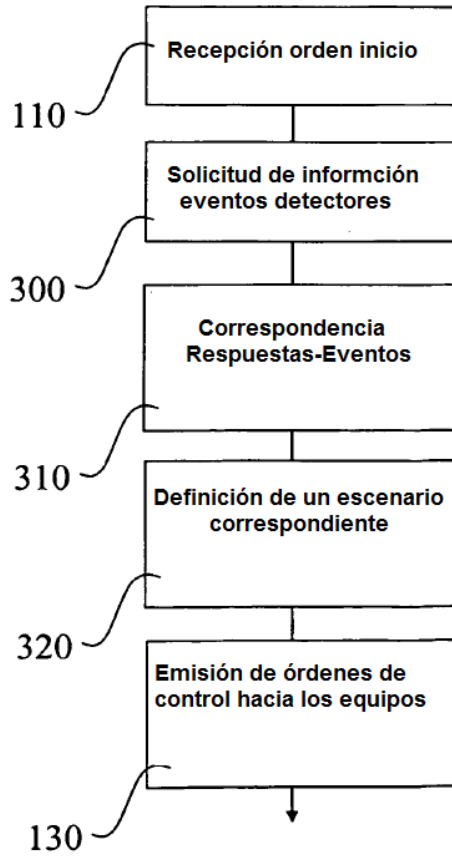 Recepción orden inicio
110
Solicitud de informción
eventos detectores
300
Correspondencia
Respuestas-Eventos
310
Definición de un escenario
correspondiente
320
Emisión de órdenes de
control hacia los equipos
130